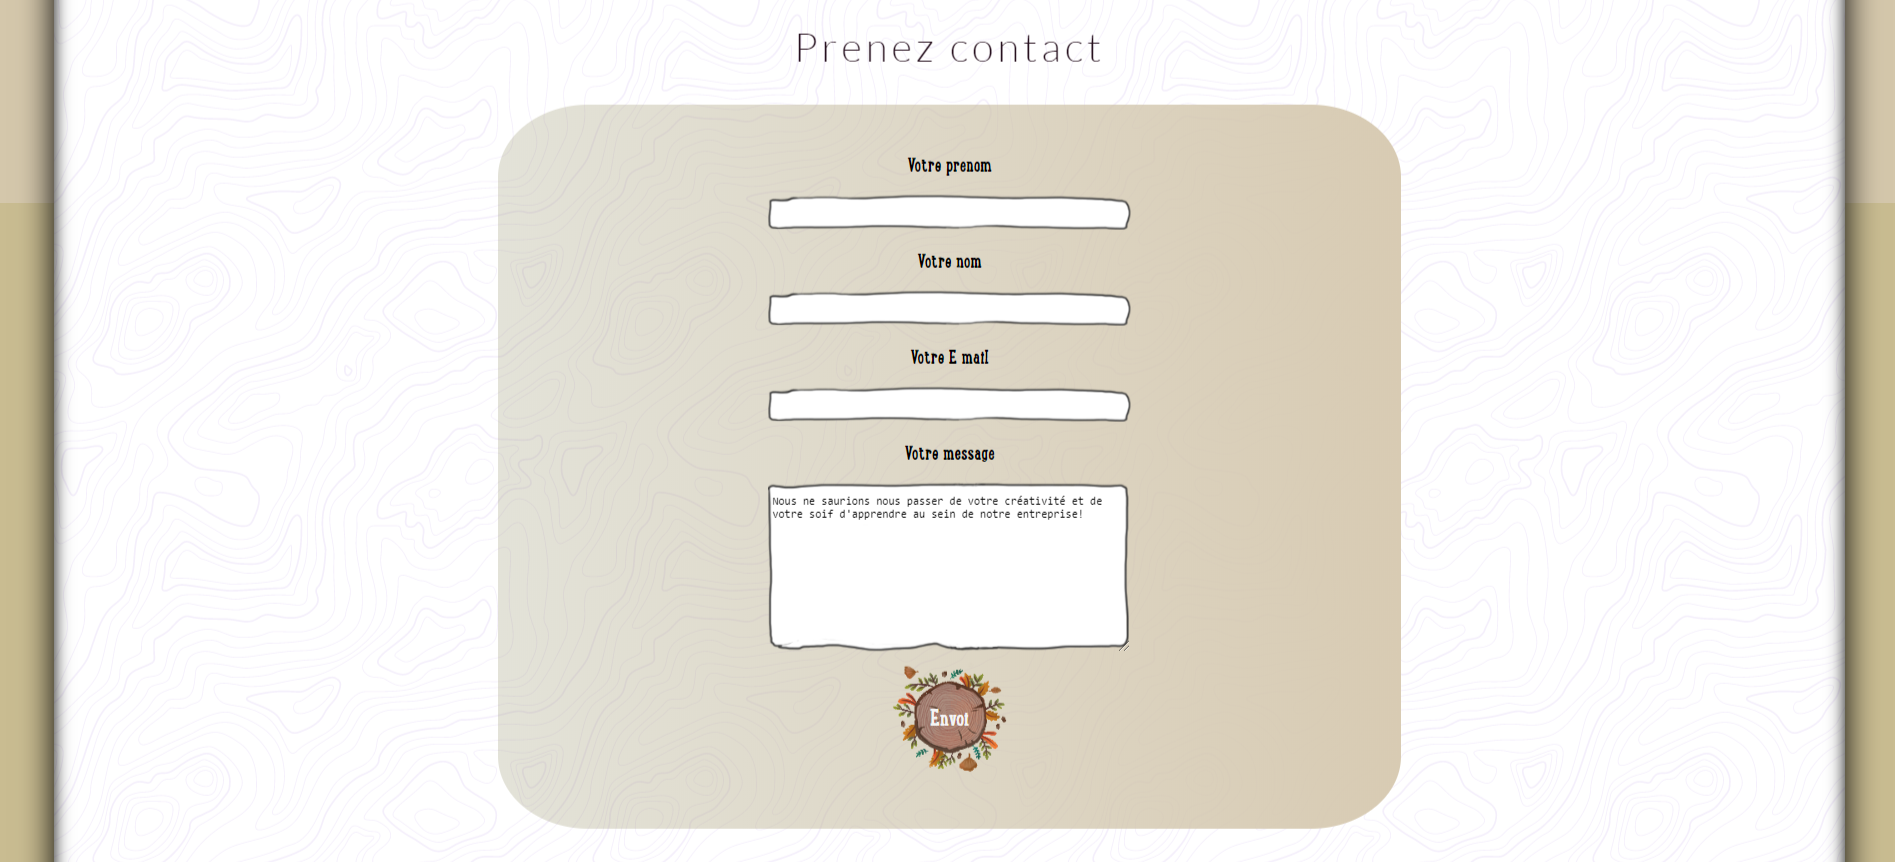 Prenez contact
Votre prenom
Votre nom
Votre E mail
Votre message
Nous ne saurions nous passer de votre créativité et de
votre soif d'apprendre au sein de notre entreprise!
Envoi